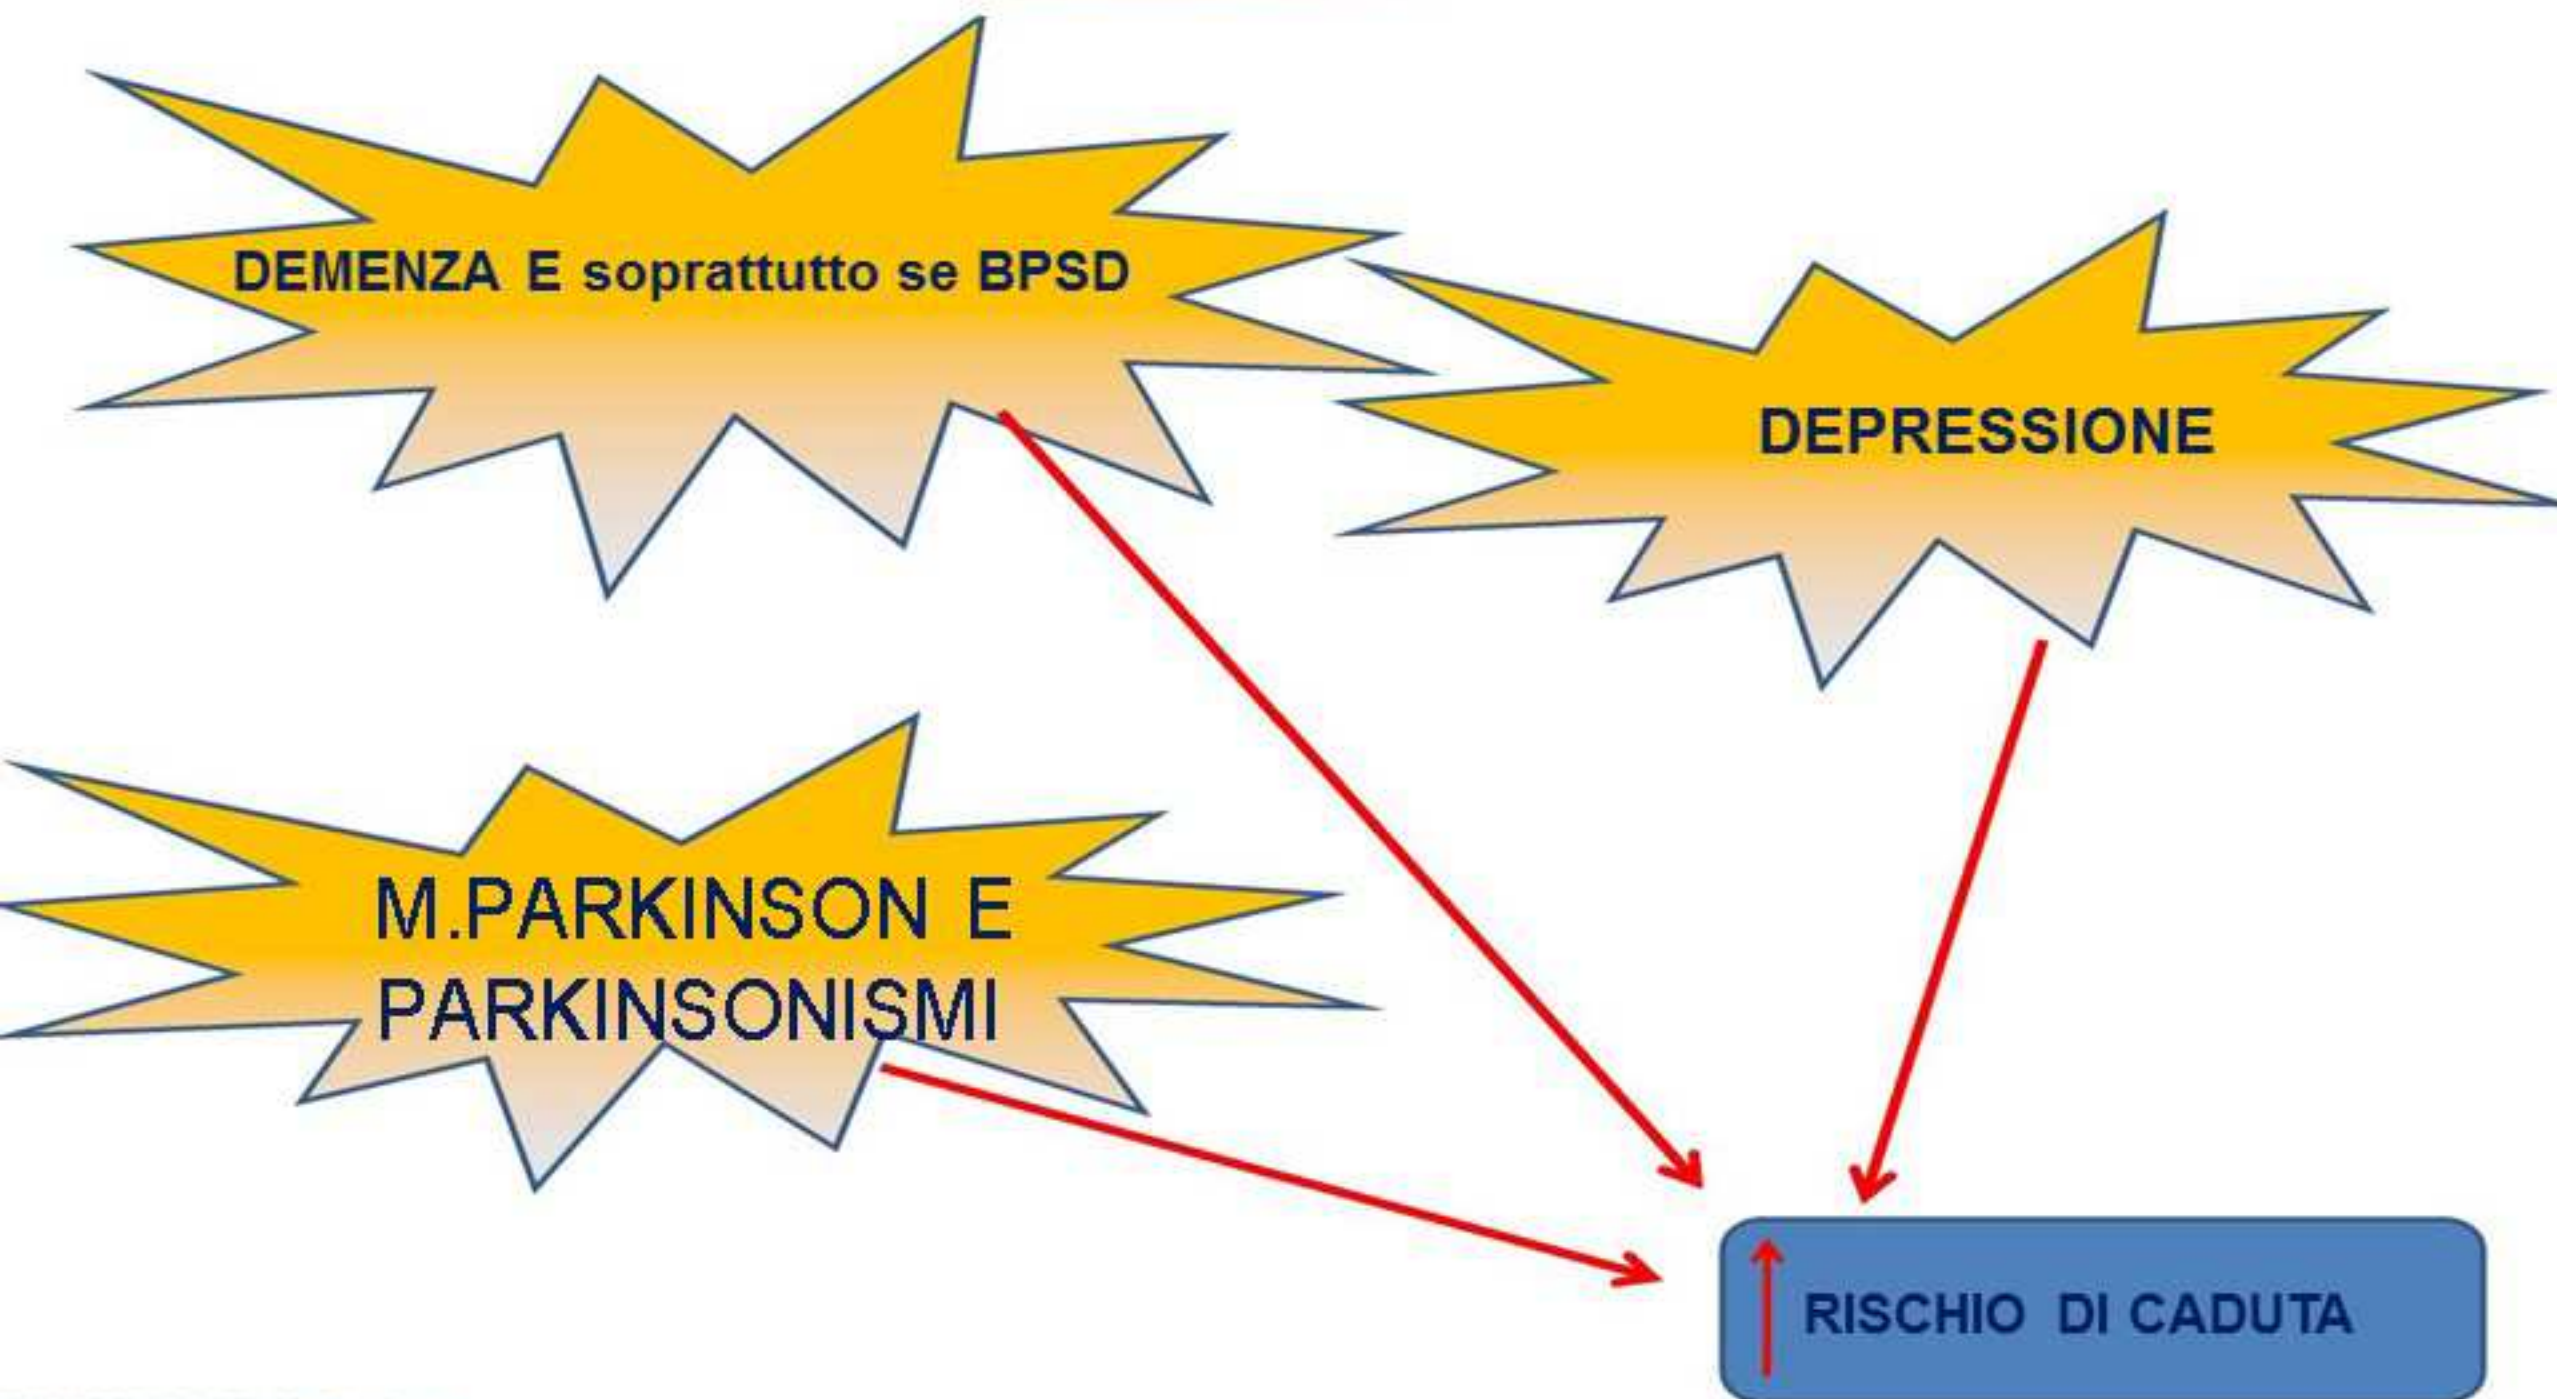 DEMENZA E soprattutto se BPSD
DEPRESSIONE
M.PARKINSON E
PARKINSONISMI
RISCHIO DI CADUTA